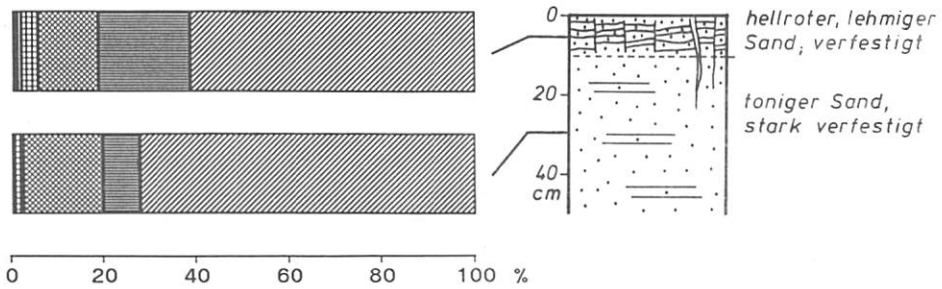 0
hellroter, lehmiger
Sand, verfestigt
20
toniger Sand,
stark verfestigt
40
cm
0 20 40 60 80 100 %